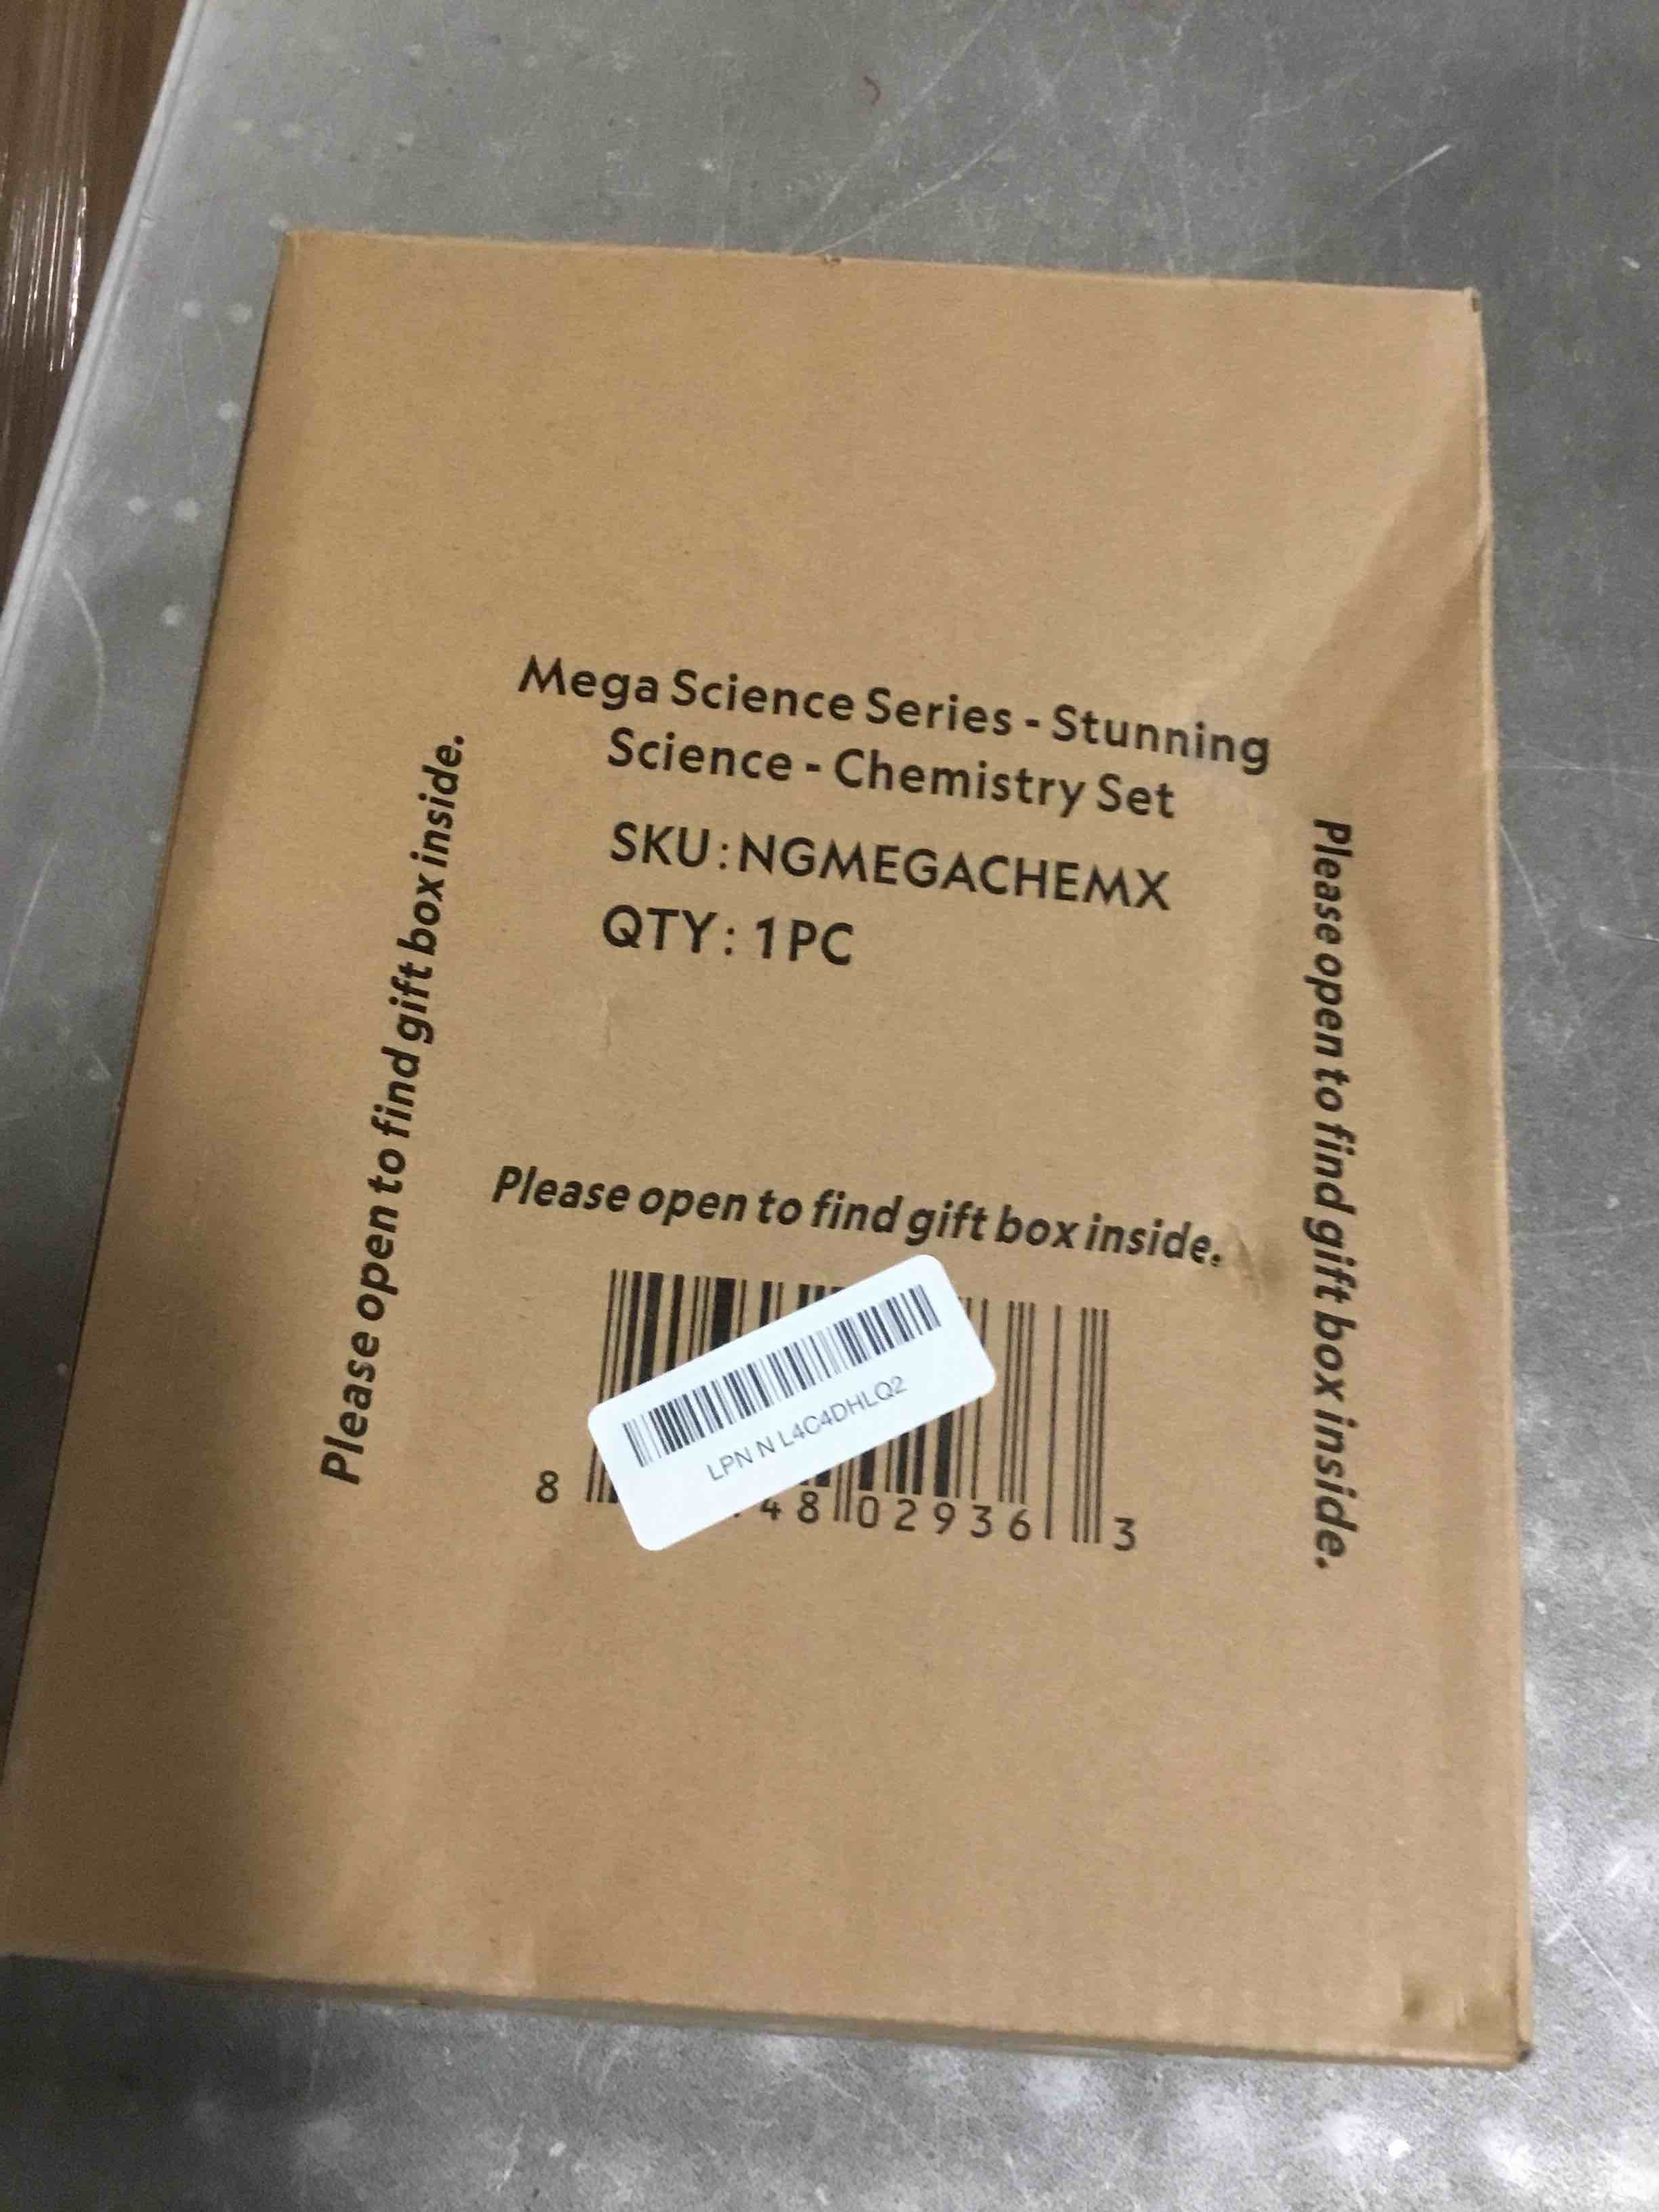 Mega Science Series - Stunning
Science - Chemistry Set
SKU: NGMEGACHEMX
QTY: 1PC
Please open to find gift box inside.
Please open to find gift box inside.
Please open to find gift box inside.
LPN N L4C4DHLQ2
8 48 02936 3